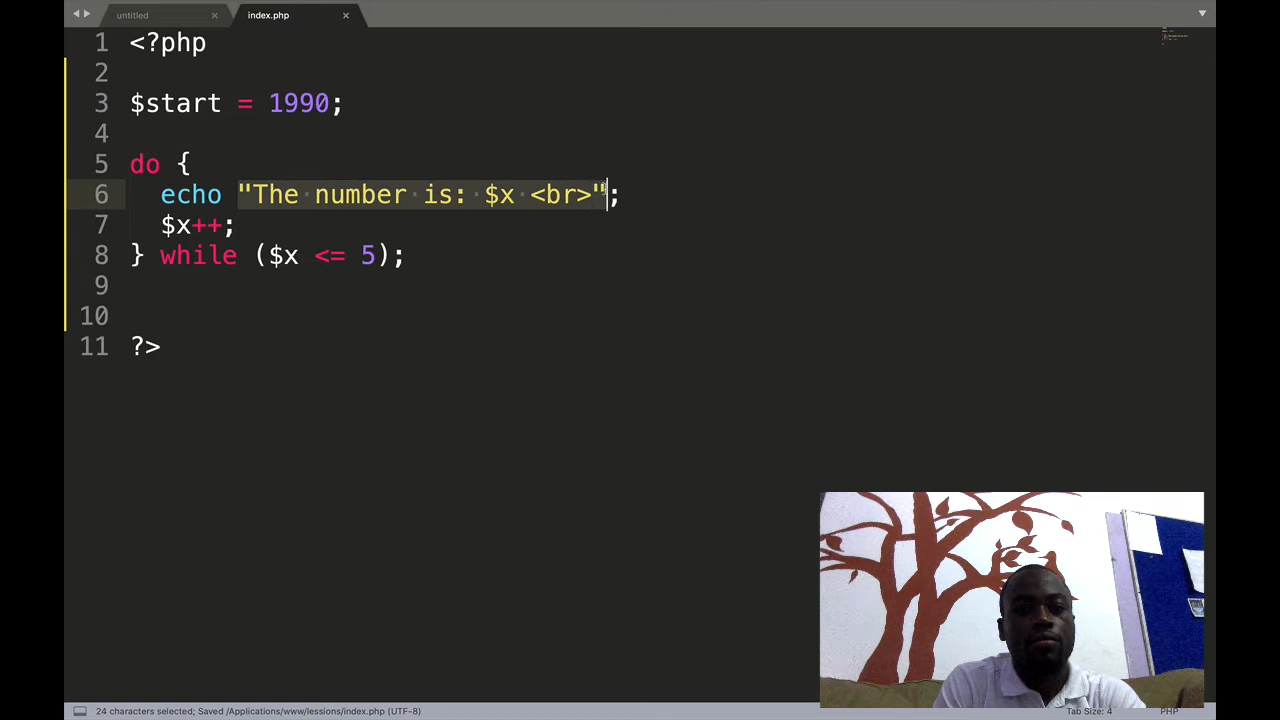 untitled
index.php
1 <?php
2
3 $start = 1990;
4
5 do {
6 echo "The number is: $x <br>";
7 $x++;
8 } while ($x <= 5);
9
10
11 ?>
24 characters selected; Saved /Applications/www/lessions/index.php (UTF-8)
Tab Size: 4
PHP